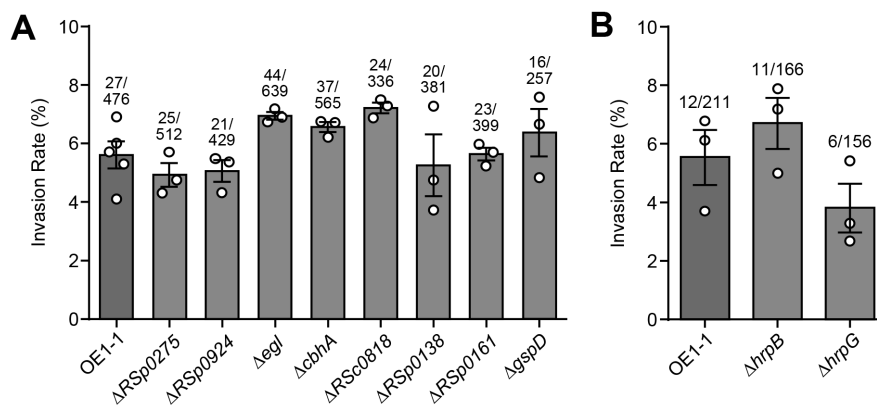 A
Invasion Rate (%)
10
8
6
4
2
0
27/
476
25/
512
21/
429
44/
639
37/
565
24/
336
20/
381
23/
399
16/
257
OE1-1
ΔRSp0275
ΔRSp0924
Δegl
ΔcbhA
ΔRSc0818
ΔRSp0138
ΔRSp0161
ΔgspD
B
Invasion Rate (%)
10
8
6
4
2
0
12/211
11/166
6/156
OE1-1
ΔhrpB
ΔhrpG